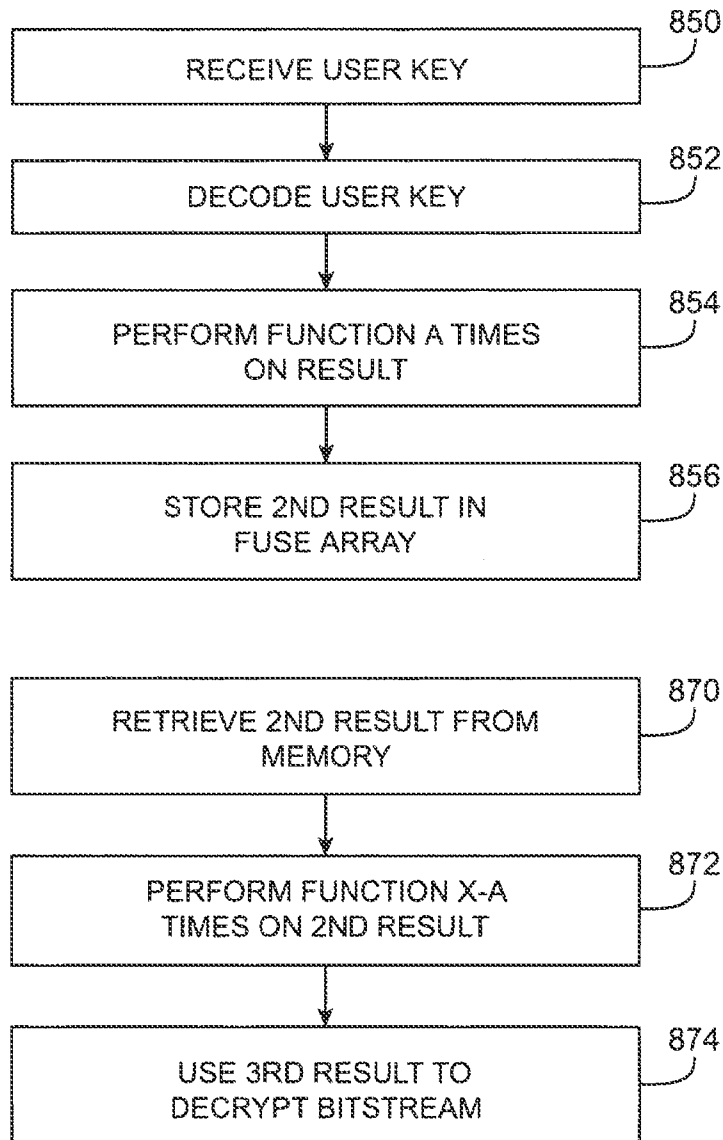 850
RECEIVE USER KEY
852
DECODE USER KEY
854
PERFORM FUNCTION A TIMES
ON RESULT
856
STORE 2ND RESULT IN
FUSE ARRAY
870
RETRIEVE 2ND RESULT FROM
MEMORY
872
PERFORM FUNCTION X-A
TIMES ON 2ND RESULT
874
USE 3RD RESULT TO
DECRYPT BITSTREAM